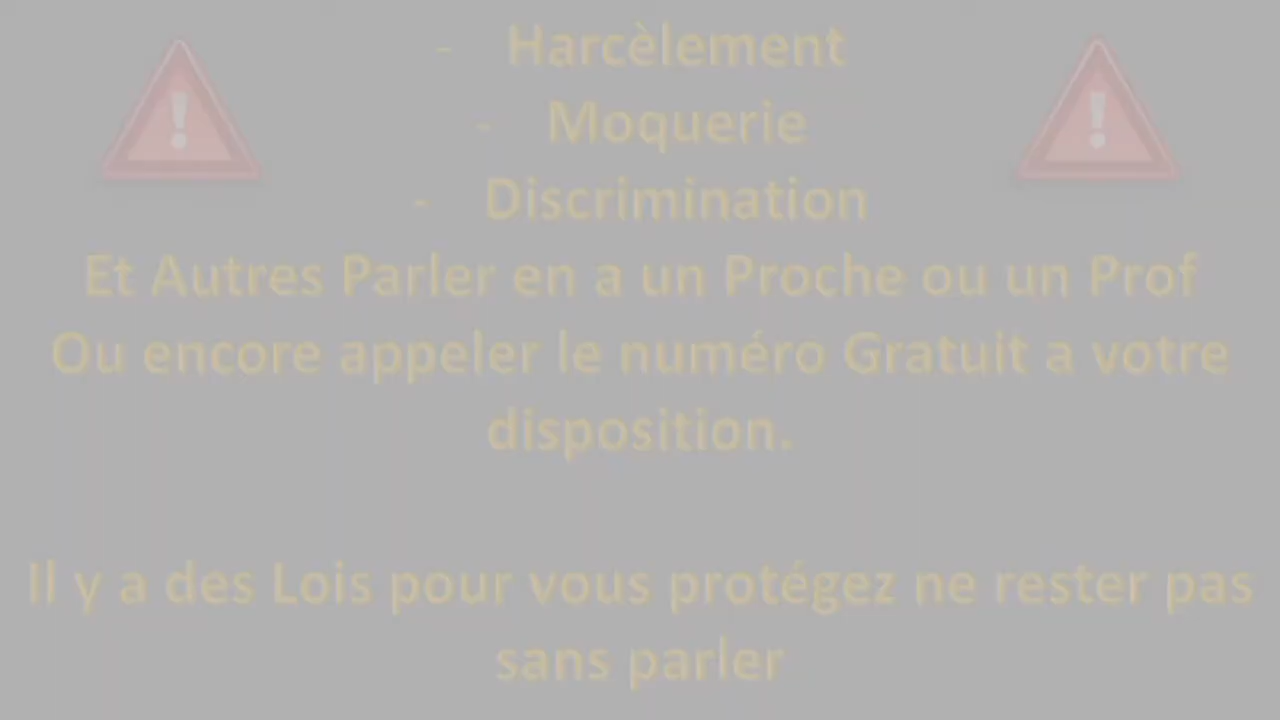 - Harcèlement
- Moquerie
- Discrimination
Et Autres Parler en a un Proche ou un Prof
Ou encore appeler le numéro Gratuit a votre
disposition.
Il y a des Lois pour vous protégez ne rester pas
sans parler